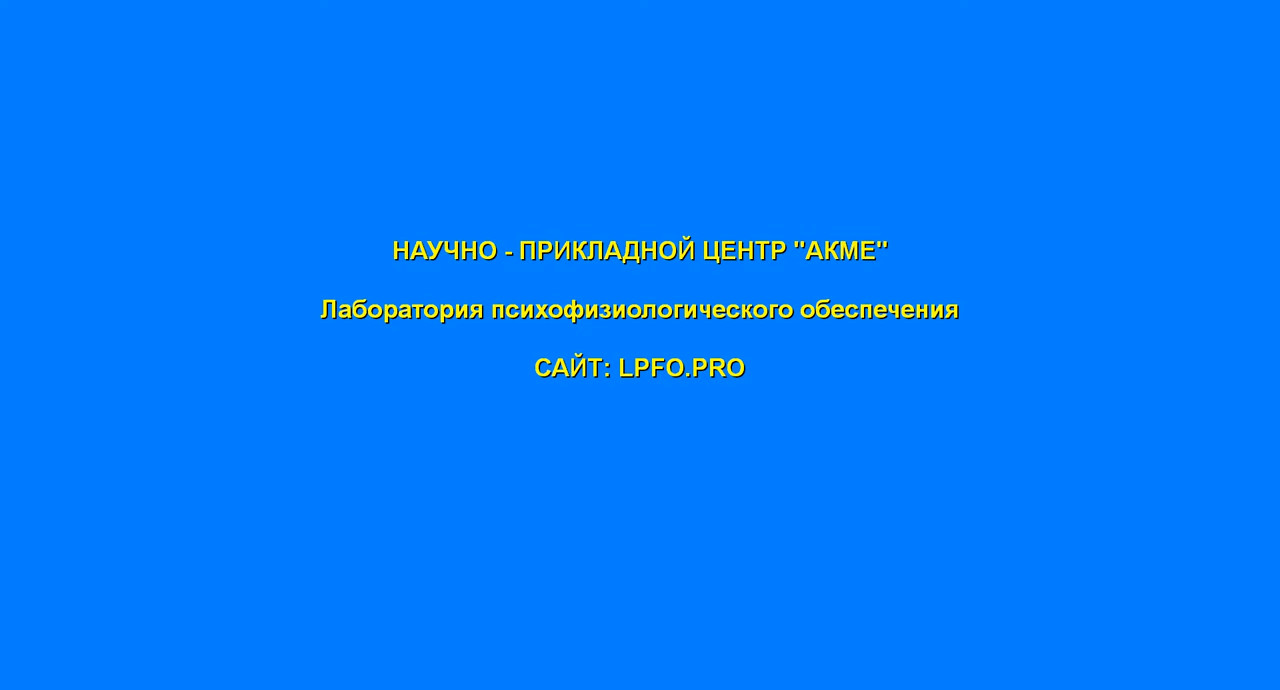 НАУЧНО - ПРИКЛАДНОЙ ЦЕНТР "АКМЕ"
Лаборатория психофизиологического обеспечения
САЙТ: LPFO.PRO